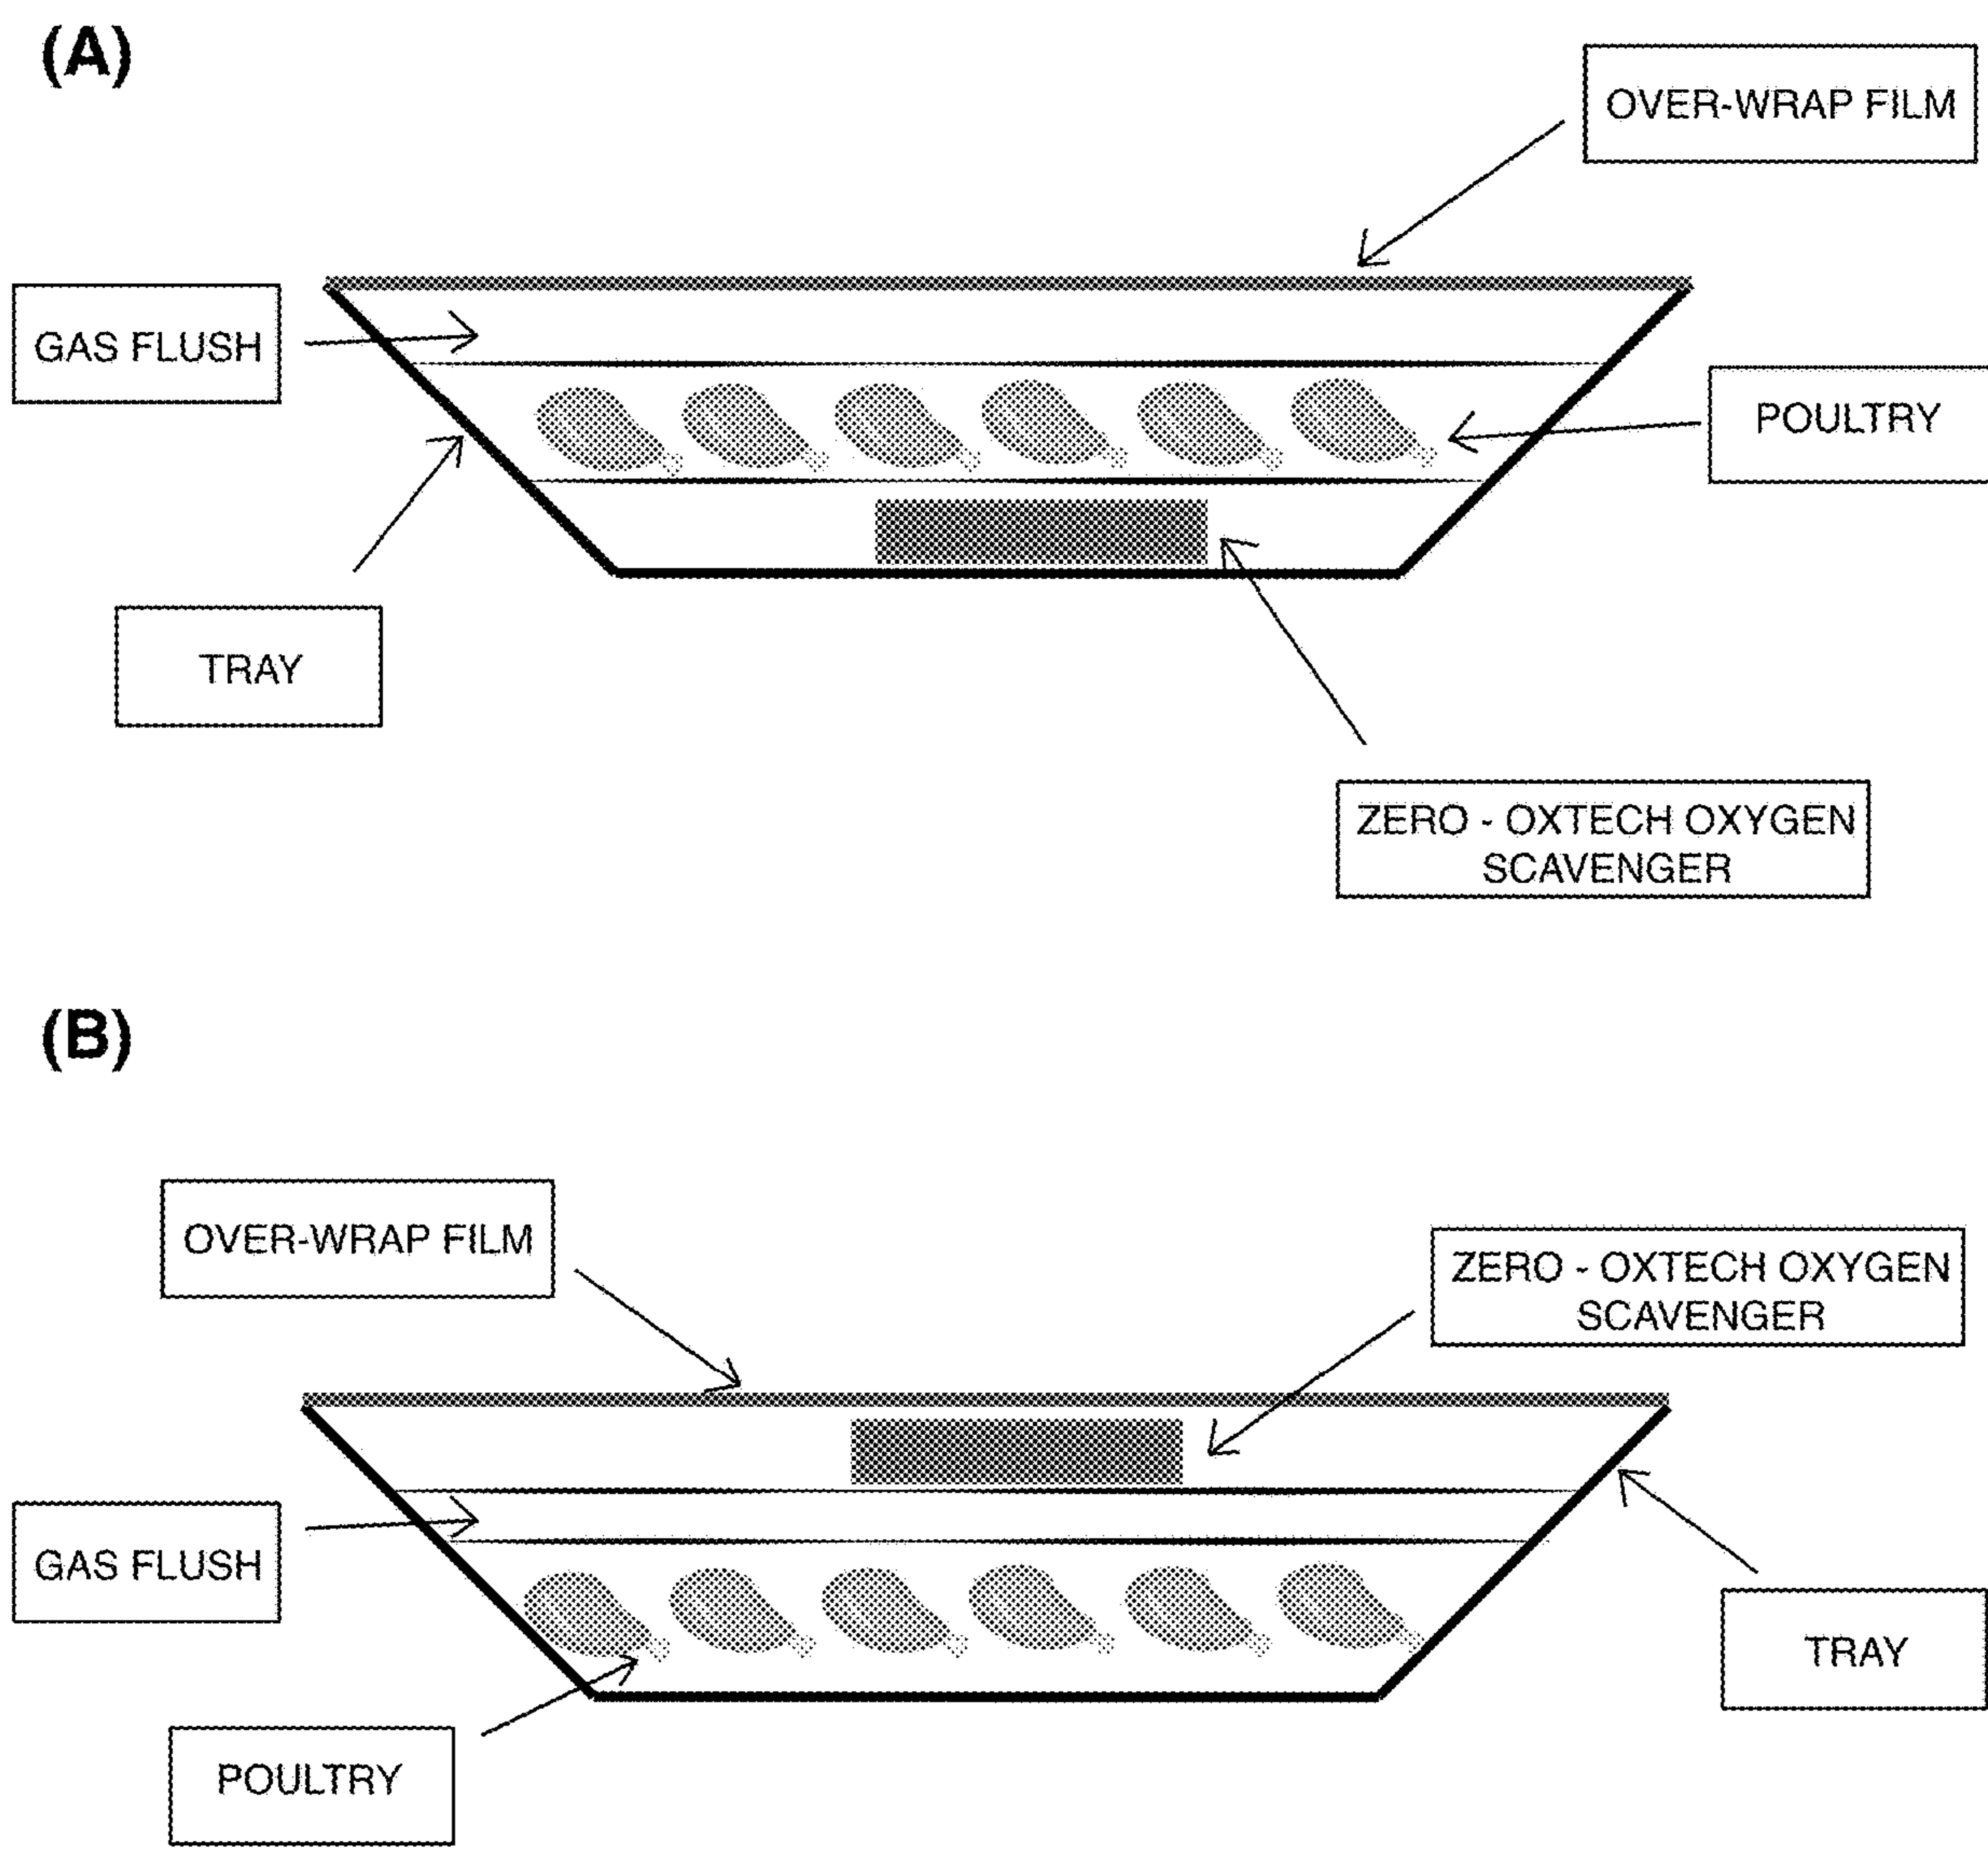 (A)
OVER-WRAP FILM
GAS FLUSH
POULTRY
TRAY
ZERO - OXTECH OXYGEN
SCAVENGER
(B)
OVER-WRAP FILM
ZERO - OXTECH OXYGEN
SCAVENGER
GAS FLUSH
TRAY
POULTRY